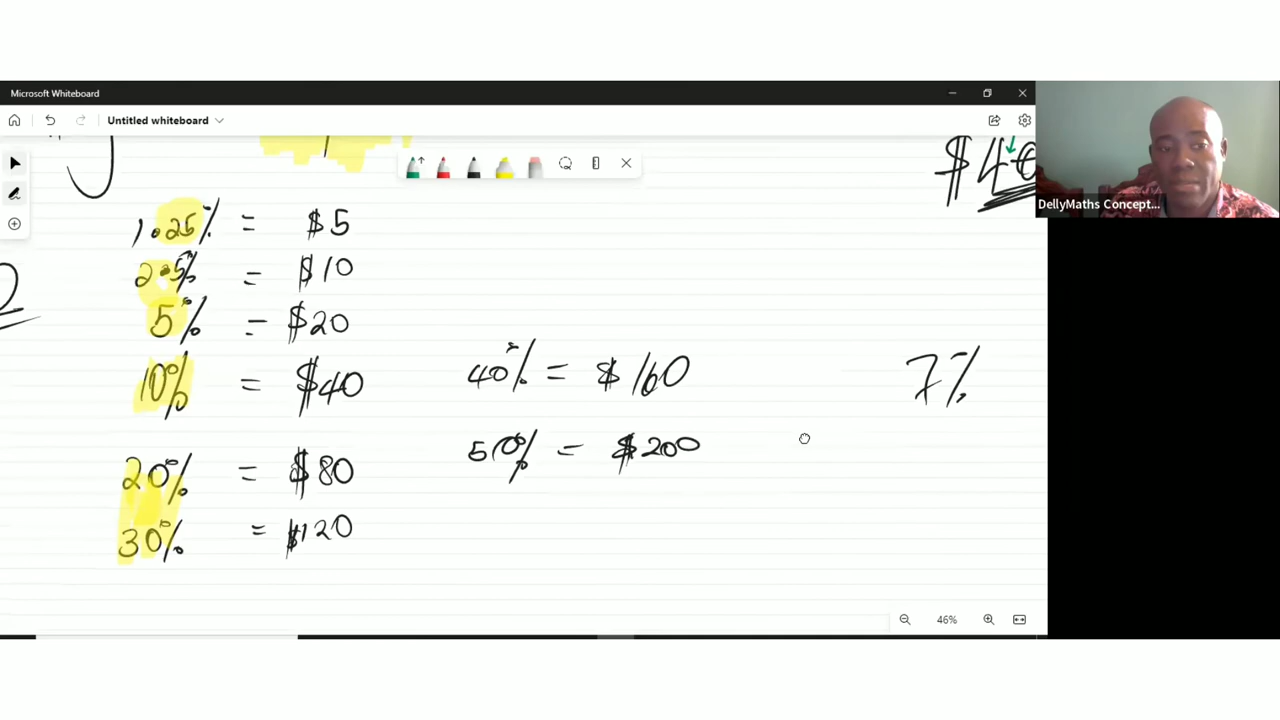 Microsoft Whiteboard
Untitled whiteboard
$40
DellyMaths Concept...
1.25% = $5
2.5% = $10
5% = $20
10% = $40
40% = $160
7%
50% = $200
20% = $80
30% = $120
46%